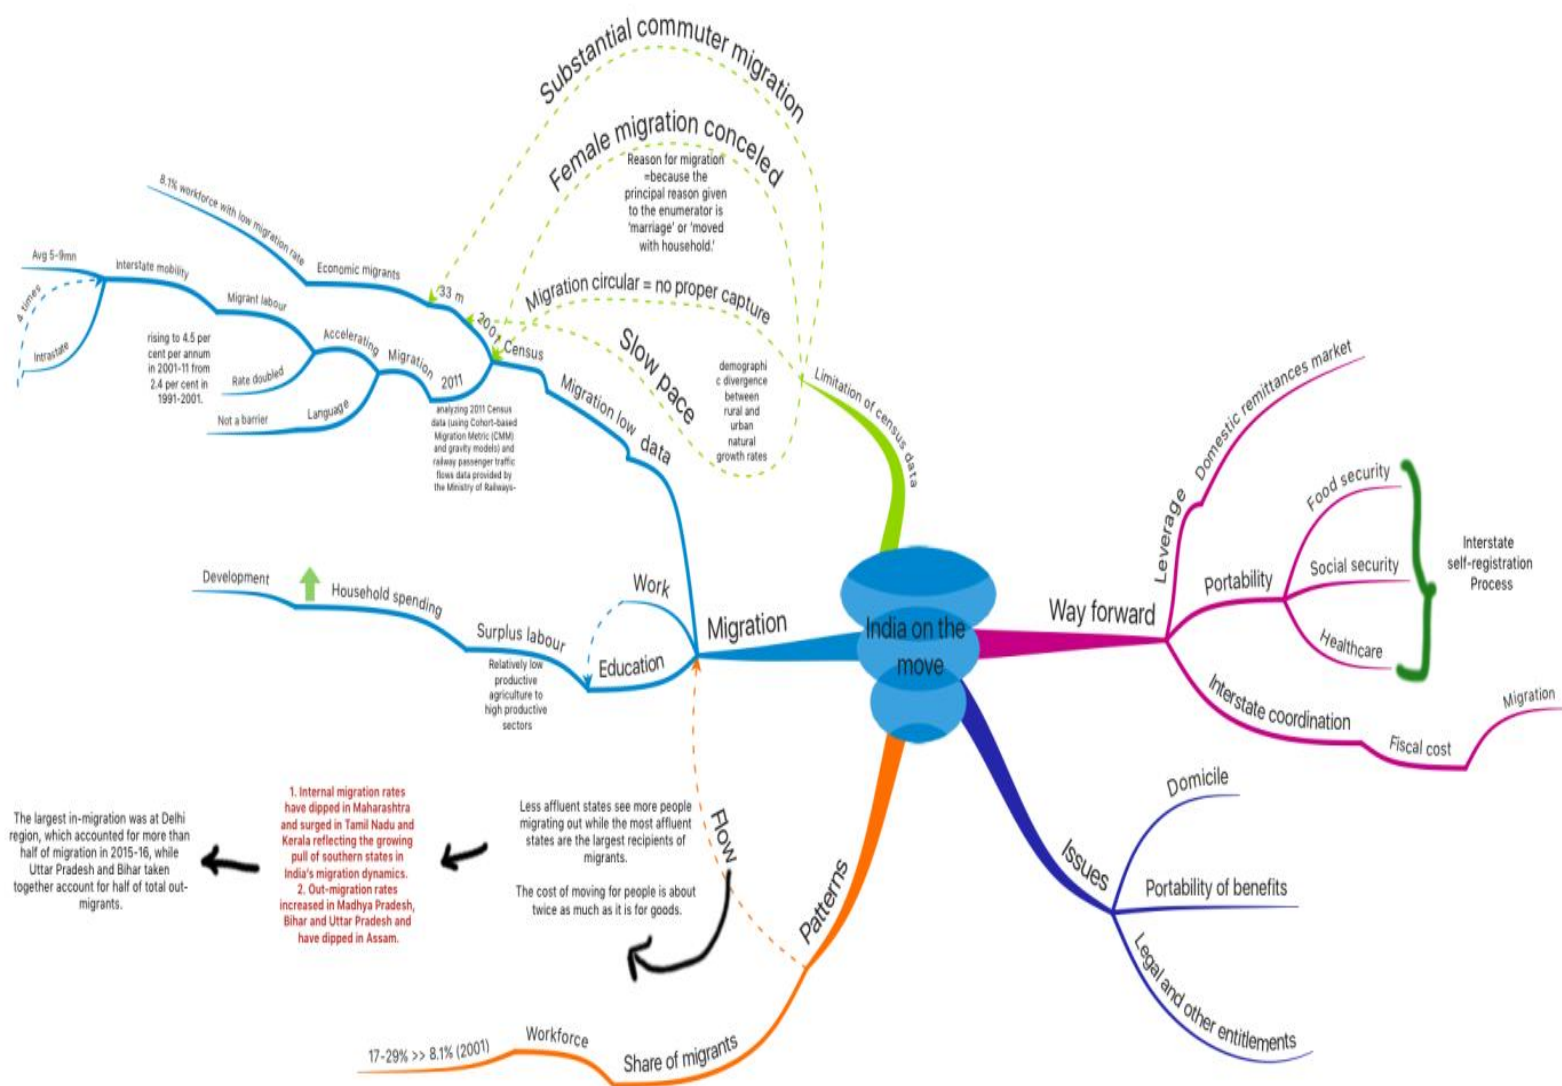 India on the
move
Limitation of census data
Substantial commuter migration
Female migration conceled
Reason for migration
=because the
principal reason given
to the enumerator is
'marriage' or 'moved
with household.'
Migration circular = no proper capture
Slow pace
demographi
c divergence
between
rural and
urban
natural
growth rates
Migration
Migration low data
Census
2001
33 m
Economic migrants
8.1% workforce with low migration rate
2011
analyzing 2011 Census
data (using Cohort-based
Migration Metric (CMM)
and gravity models) and
railway passenger traffic
flows data provided by
the Ministry of Railways-
Migration
Accelerating
Migrant labour
Interstate mobility
Avg 5-9mn
4 times
Intrastate
Rate doubled
rising to 4.5 per
cent per annum
in 2001-11 from
2.4 per cent in
1991-2001.
Language
Not a barrier
Work
Education
Surplus labour
Relatively low
productive
agriculture to
high productive
sectors
Household spending
Development
Patterns
Flow
Less affluent states see more people
migrating out while the most affluent
states are the largest recipients of
migrants.
The cost of moving for people is about
twice as much as it is for goods.
1. Internal migration rates
have dipped in Maharashtra
and surged in Tamil Nadu and
Kerala reflecting the growing
pull of southern states in
India's migration dynamics.
2. Out-migration rates
increased in Madhya Pradesh,
Bihar and Uttar Pradesh and
have dipped in Assam.
The largest in-migration was at Delhi
region, which accounted for more than
half of migration in 2015-16, while
Uttar Pradesh and Bihar taken
together account for half of total out-
migrants.
Share of migrants
Workforce
17-29% >> 8.1% (2001)
Way forward
Leverage
Domestic remittances market
Portability
Food security
Social security
Healthcare
Interstate
self-registration
Process
Interstate coordination
Fiscal cost
Migration
Issues
Domicile
Portability of benefits
Legal and other entitlements